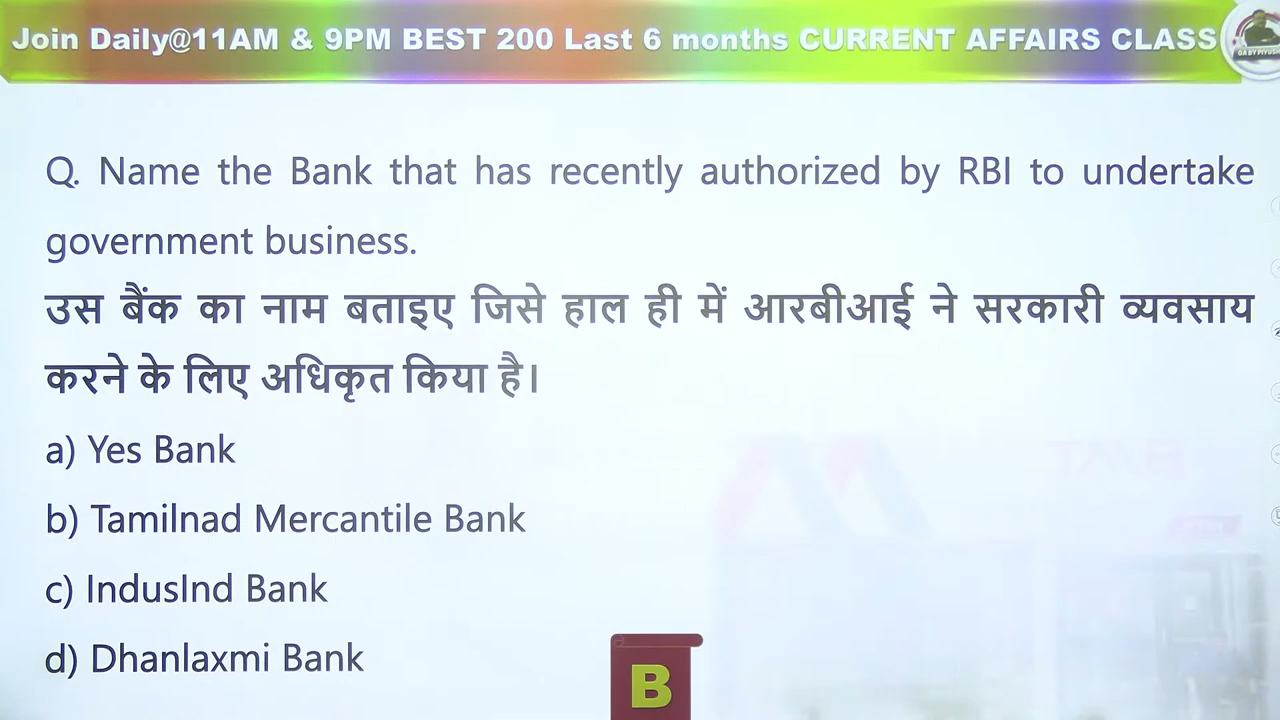 Join Daily@11AM & 9PM BEST 200 Last 6 months CURRENT AFFAIRS CLASS
Q. Name the Bank that has recently authorized by RBI to undertake
government business.
उस बैंक का नाम बताइए जिसे हाल ही में आरबीआई ने सरकारी व्यवसाय
करने के लिए अधिकृत किया है।
a) Yes Bank
b) Tamilnad Mercantile Bank
c) IndusInd Bank
d) Dhanlaxmi Bank
B